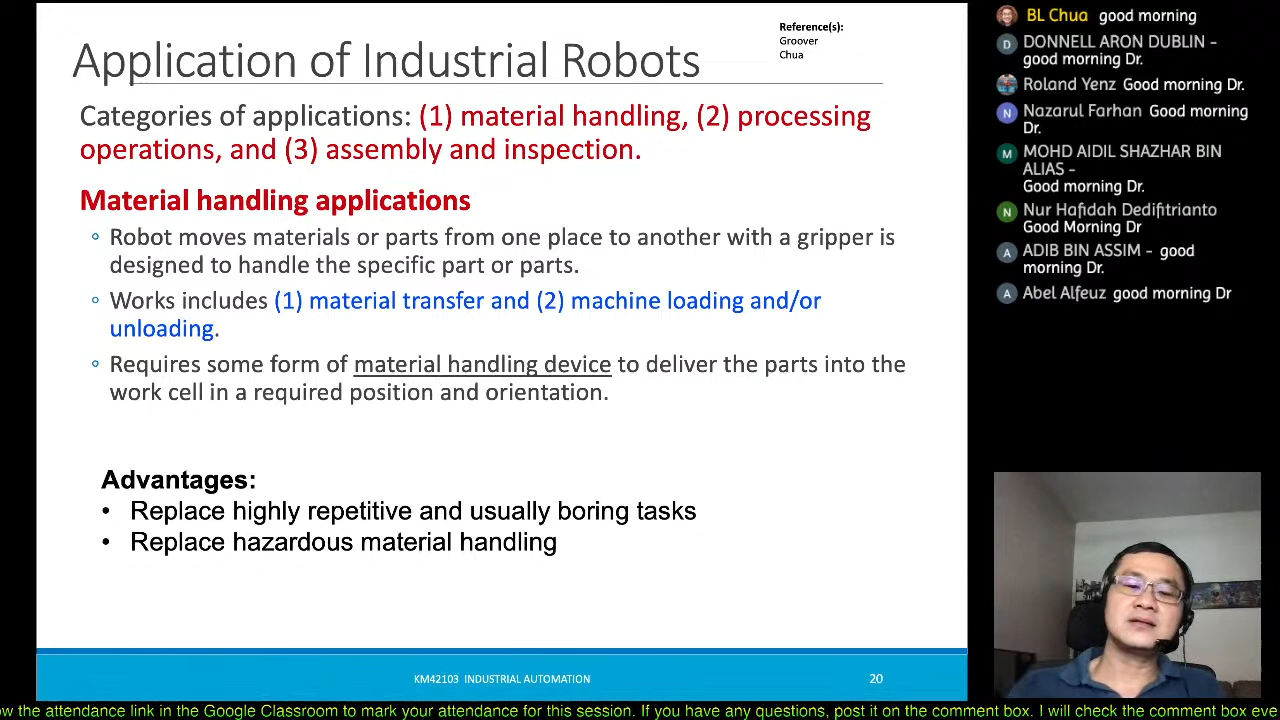 Application of Industrial Robots
Reference(s):
Groover
Chua
Categories of applications: (1) material handling, (2) processing
operations, and (3) assembly and inspection.
Material handling applications
◦ Robot moves materials or parts from one place to another with a gripper is
designed to handle the specific part or parts.
◦ Works includes (1) material transfer and (2) machine loading and/or
unloading.
◦ Requires some form of material handling device to deliver the parts into the
work cell in a required position and orientation.
Advantages:
• Replace highly repetitive and usually boring tasks
• Replace hazardous material handling
KM42103 INDUSTRIAL AUTOMATION
20
BL Chua good morning
D DONNELL ARON DUBLIN -
good morning Dr.
Roland Yenz Good morning Dr.
N Nazarul Farhan Good morning
Dr.
M MOHD AIDIL SHAZHAR BIN
ALIAS -
Good morning Dr.
N Nur Hafidah Dedifitrianto
Good Morning Dr
A ADIB BIN ASSIM - good
morning Dr.
A Abel Alfeuz good morning Dr
ow the attendance link in the Google Classroom to mark your attendance for this session. If you have any questions, post it on the comment box. I will check the comment box eve